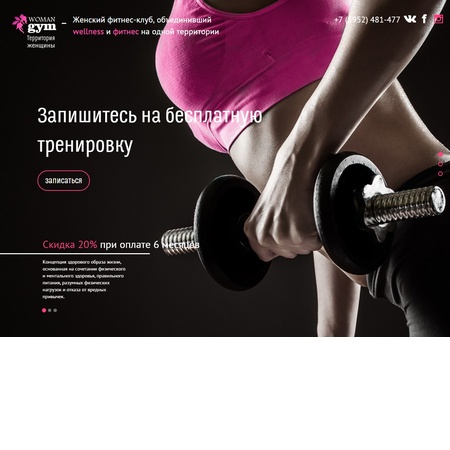 WOMAN
gym
Территория
женщины
Женский фитнес-клуб, объединивший
wellness и фитнес на одной территории
+7 (952) 481-477
Запишитесь на бесплатную
тренировку
записаться
Скидка 20% при оплате 6 месяцев
Концепция здорового образа жизни,
основанная на сочетании физического
и ментального здоровья, правильного
питания, разумных физических
нагрузок и отказа от вредных
привычек.